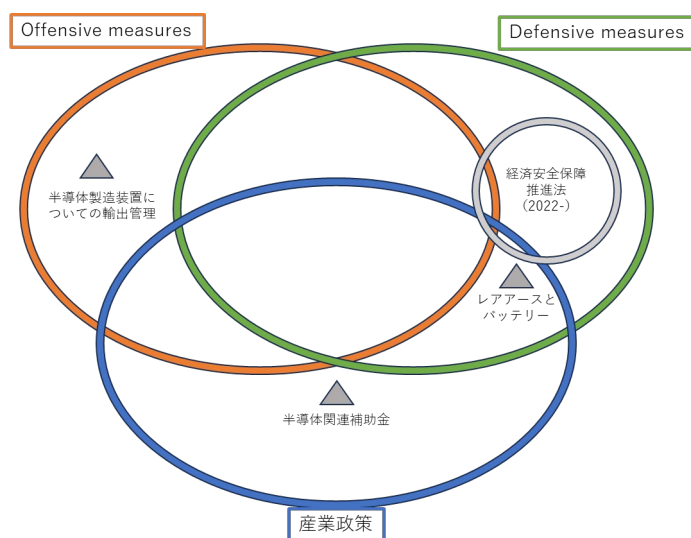 Offensive measures
Defensive measures
半導体製造装置に
ついての輸出管理
経済安全保障
推進法
（2022-）
レアアースと
バッテリー
半導体関連補助金
産業政策